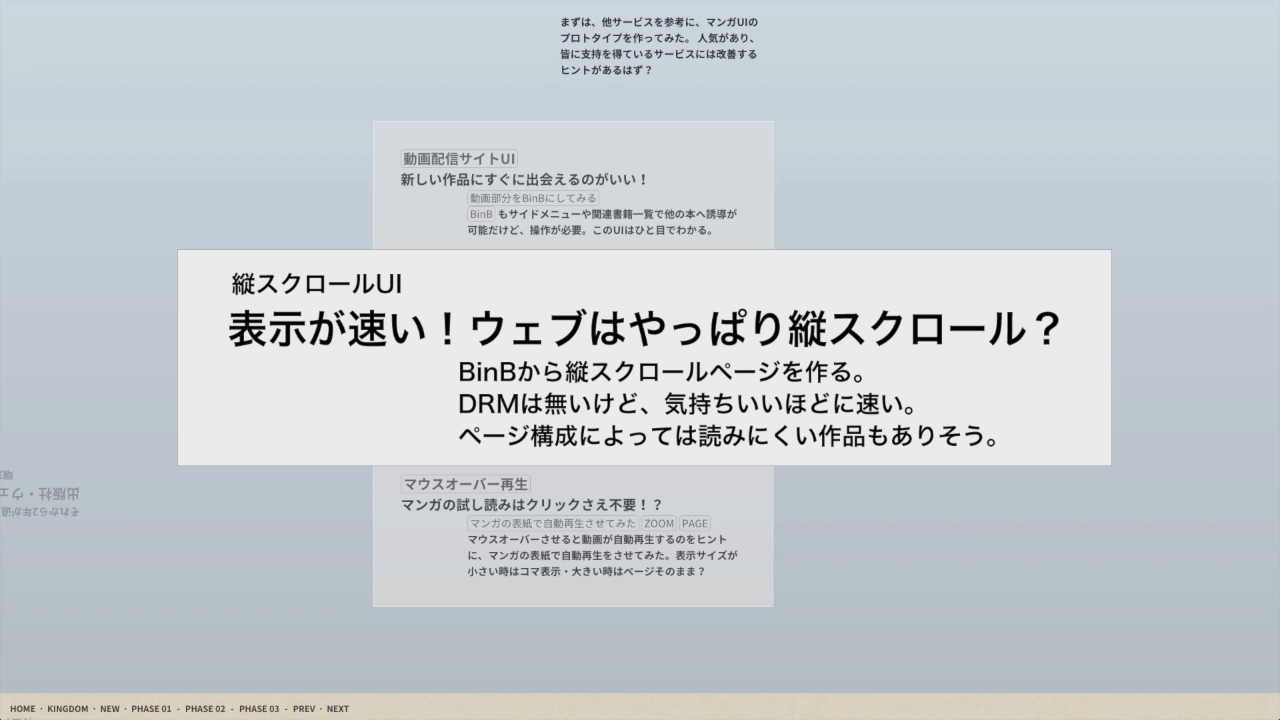 まずは、他サービスを参考に、マンガUIの
プロトタイプを作ってみた。 人気があり、
皆に支持を得ているサービスには改善する
ヒントがあるはず？
動画配信サイトUI
新しい作品にすぐに出会えるのがいい！
動画部分をBinBにしてみる
BinB もサイドメニューや関連書籍一覧で他の本へ誘導が
可能だけど、操作が必要。このUIはひと目でわかる。
縦スクロールUI
表示が速い！ウェブはやっぱり縦スクロール？
BinBから縦スクロールページを作る。
DRMは無いけど、気持ちいいほどに速い。
ページ構成によっては読みにくい作品もありそう。
出版社・ウェ
それから2年が過
マウスオーバー再生
マンガの試し読みはクリックさえ不要！？
マンガの表紙で自動再生させてみた ZOOM PAGE
マウスオーバーさせると動画が自動再生するのをヒント
に、マンガの表紙で自動再生をさせてみた。表示サイズが
小さい時はコマ表示・大きい時はページそのまま？
HOME · KINGDOM · NEW · PHASE 01 - PHASE 02 - PHASE 03 - PREV · NEXT